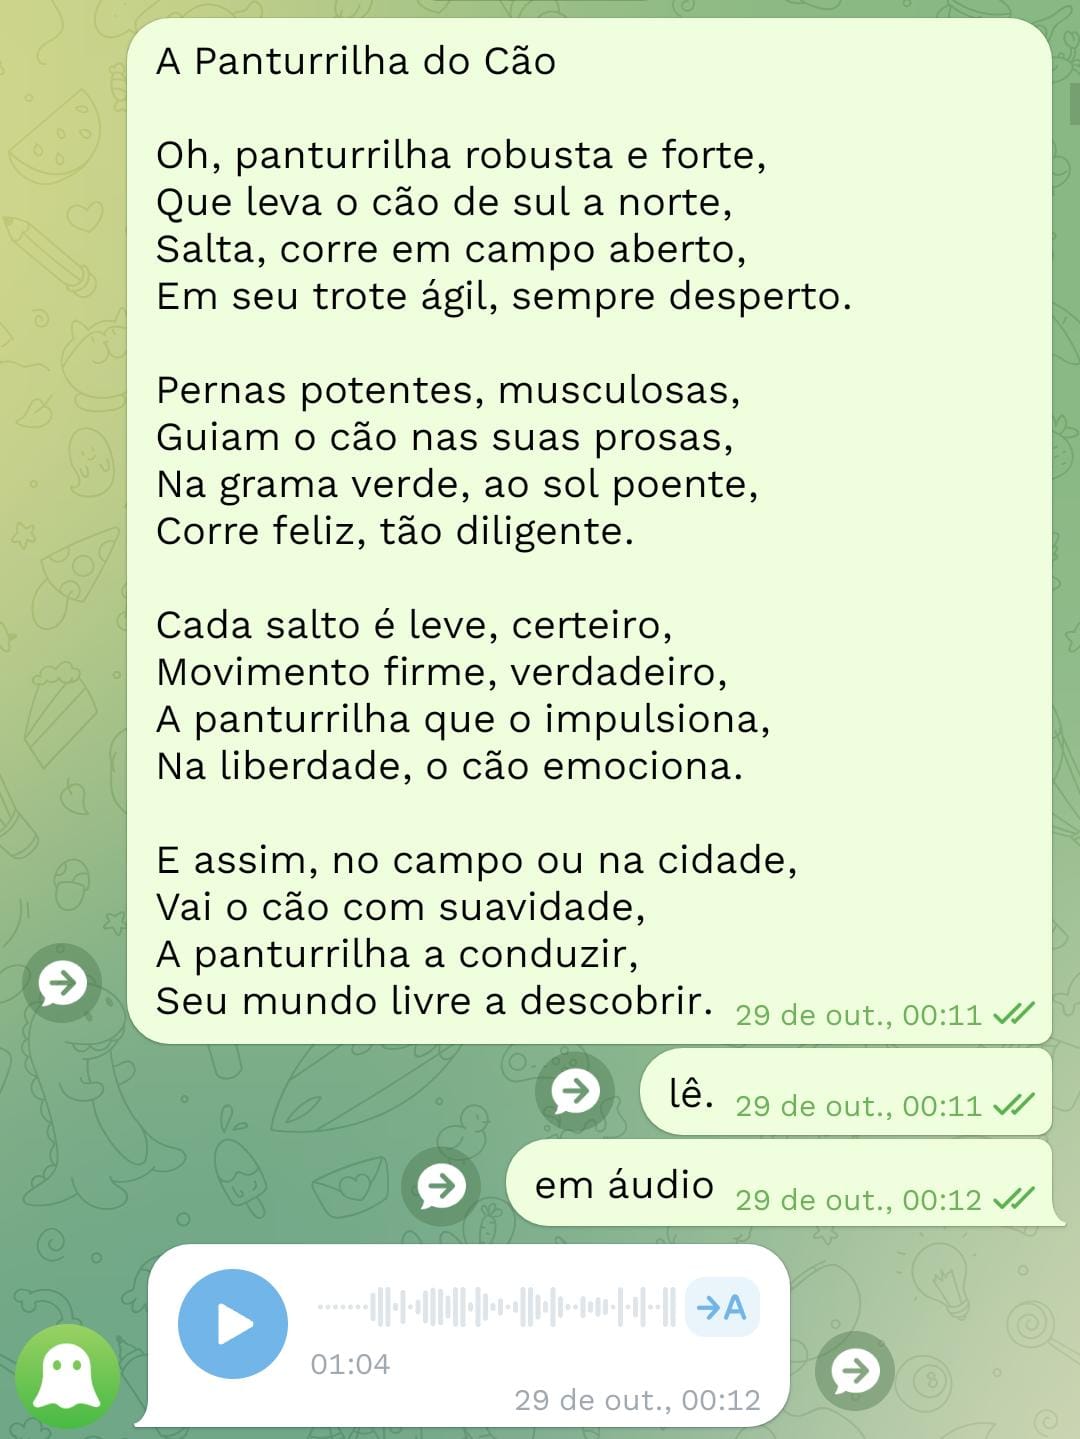 A Panturrilha do Cão
Oh, panturrilha robusta e forte,
Que leva o cão de sul a norte,
Salta, corre em campo aberto,
Em seu trote ágil, sempre desperto.
Pernas potentes, musculosas,
Guiam o cão nas suas prosas,
Na grama verde, ao sol poente,
Corre feliz, tão diligente.
Cada salto é leve, certeiro,
Movimento firme, verdadeiro,
A panturrilha que o impulsiona,
Na liberdade, o cão emociona.
E assim, no campo ou na cidade,
Vai o cão com suavidade,
A panturrilha a conduzir,
Seu mundo livre a descobrir.
29 de out., 00:11
lê.
29 de out., 00:11
em áudio
29 de out., 00:12
A
01:04
29 de out., 00:12